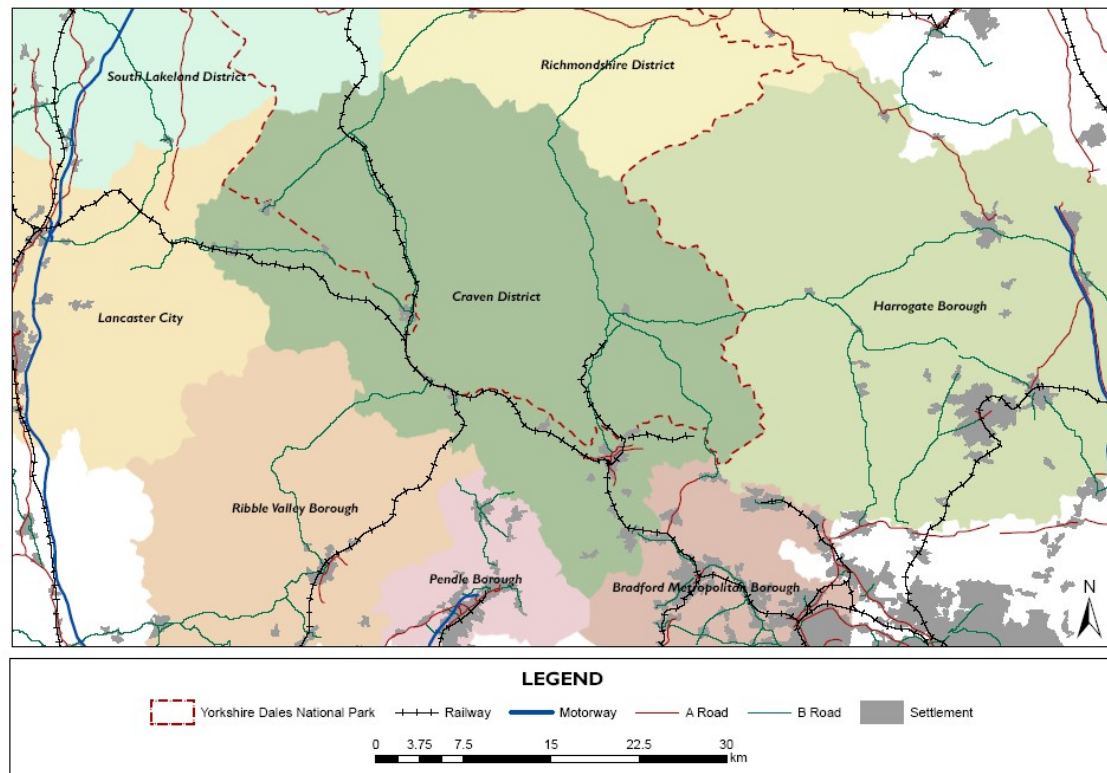 South Lakeland District
Richmondshire District
Craven District
Harrogate Borough
Lancaster City
Ribble Valley Borough
Pendle Borough
Bradford Metropolitan Borough
N
LEGEND
Yorkshire Dales National Park
Railway
Motorway
A Road
B Road
Settlement
0 3.75 7.5 15 22.5 30
km